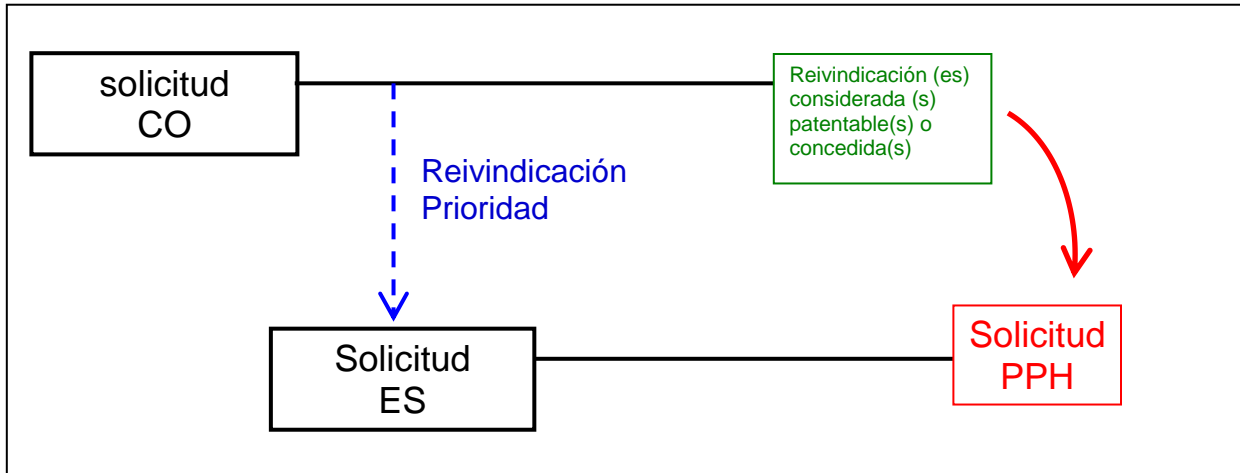 solicitud
CO
Reivindicación (es)
considerada (s)
patentable(s) o
concedida(s)
Reivindicación
Prioridad
Solicitud
ES
Solicitud
PPH